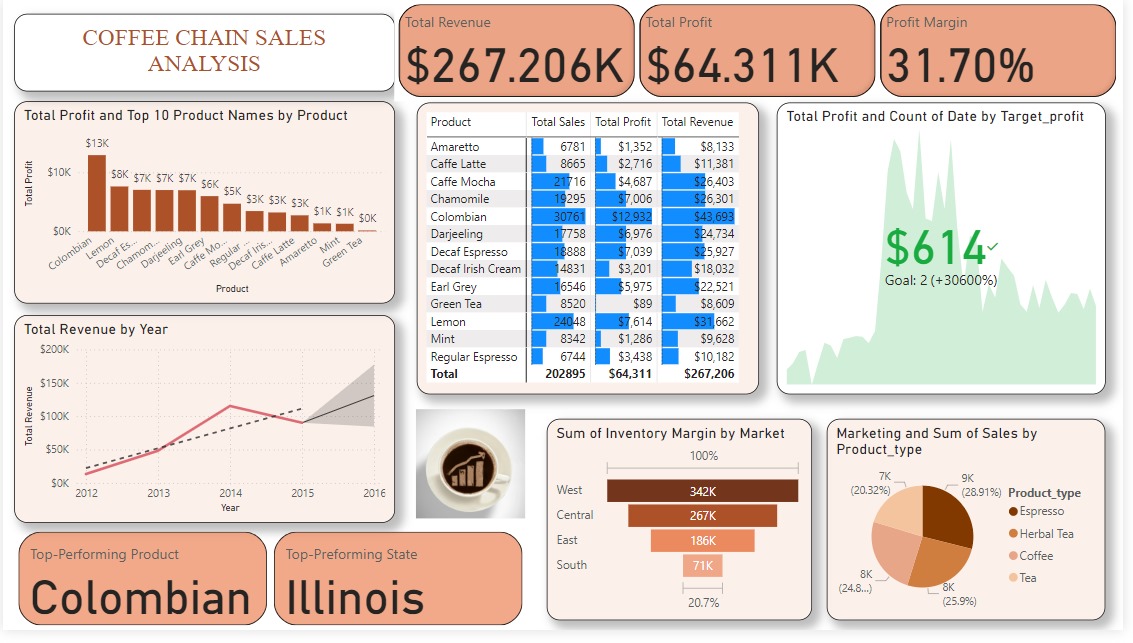 COFFEE CHAIN SALES
ANALYSIS
Total Revenue
$267.206K
Total Profit
$64.311K
Profit Margin
31.70%
Total Profit and Top 10 Product Names by Product
Total Profit
$10K
$0K
$13K
$8K
$7K
$7K
$7K
$6K
$5K
$3K
$3K
$3K
$1K
$1K
$0K
Colombian
Lemon
Decaf Es...
Chamom...
Darjeeling
Earl Grey
Caffe Mo...
Regular ...
Decaf Iris...
Caffe Latte
Amaretto
Mint
Green Tea
Product
Product Total Sales Total Profit Total Revenue
Amaretto 6781 $1,352 $8,133
Caffe Latte 8665 $2,716 $11,381
Caffe Mocha 21716 $4,687 $26,403
Chamomile 19295 $7,006 $26,301
Colombian 30761 $12,932 $43,693
Darjeeling 17758 $6,976 $24,734
Decaf Espresso 18888 $7,039 $25,927
Decaf Irish Cream 14831 $3,201 $18,032
Earl Grey 16546 $5,975 $22,521
Green Tea 8520 $89 $8,609
Lemon 24048 $7,614 $31,662
Mint 8342 $1,286 $9,628
Regular Espresso 6744 $3,438 $10,182
Total 202895 $64,311 $267,206
Total Profit and Count of Date by Target_profit
$614
Goal: 2 (+30600%)
Total Revenue by Year
Total Revenue
$200K
$150K
$100K
$50K
$0K
2012 2013 2014 2015 2016
Year
Sum of Inventory Margin by Market
100%
West 342K
Central 267K
East 186K
South 71K
20.7%
Marketing and Sum of Sales by
Product_type
7K
(20.32%)
9K
(28.91%)
8K
(24.8...)
8K
(25.9%)
Product_type
Espresso
Herbal Tea
Coffee
Tea
Top-Performing Product
Colombian
Top-Preforming State
Illinois